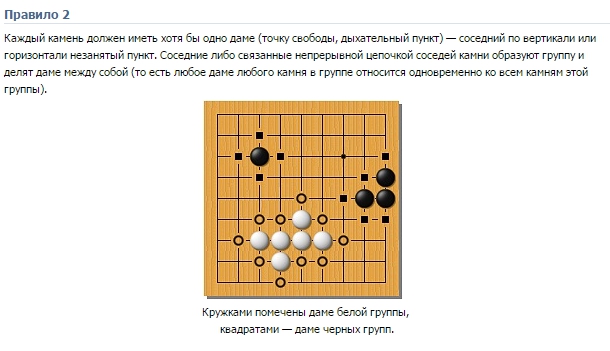 Правило 2
Каждый камень должен иметь хотя бы одно даме (точку свободы, дыхательный пункт) — соседний по вертикали или
горизонтали незанятый пункт. Соседние либо связанные непрерывной цепочкой соседей камни образуют группу и
делят даме между собой (то есть любое даме любого камня в группе относится одновременно ко всем камням этой
группы).
Кружками помечены даме белой группы,
квадратами — даме черных групп.